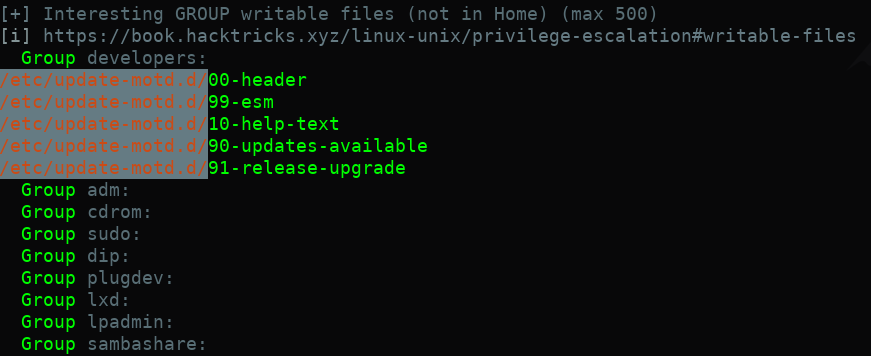 [+] Interesting GROUP writable files (not in Home) (max 500)
[i] https://book.hacktricks.xyz/linux-unix/privilege-escalation#writable-files
  Group developers:
/etc/update-motd.d/00-header
/etc/update-motd.d/99-esm
/etc/update-motd.d/10-help-text
/etc/update-motd.d/90-updates-available
/etc/update-motd.d/91-release-upgrade
  Group adm:
  Group cdrom:
  Group sudo:
  Group dip:
  Group plugdev:
  Group lxd:
  Group lpadmin:
  Group sambashare: